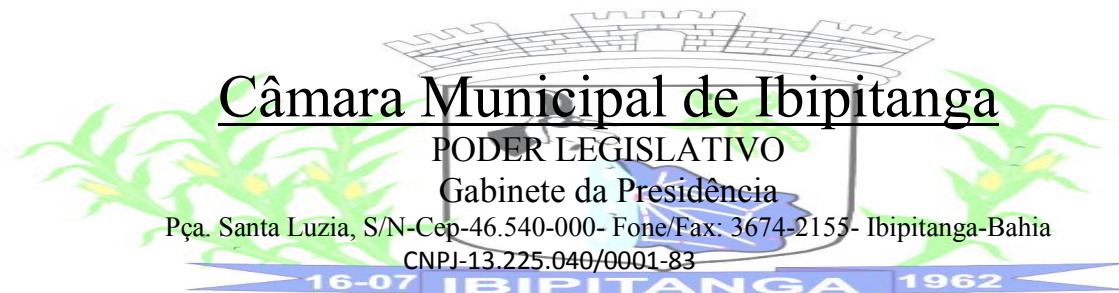 Câmara Municipal de Ibipitanga
PODER LEGISLATIVO
Gabinete da Presidência
Pça. Santa Luzia, S/N-Cep-46.540-000- Fone/Fax: 3674-2155- Ibipitanga-Bahia
CNPJ-13.225.040/0001-83
16-07 IBIPITANGA 1962